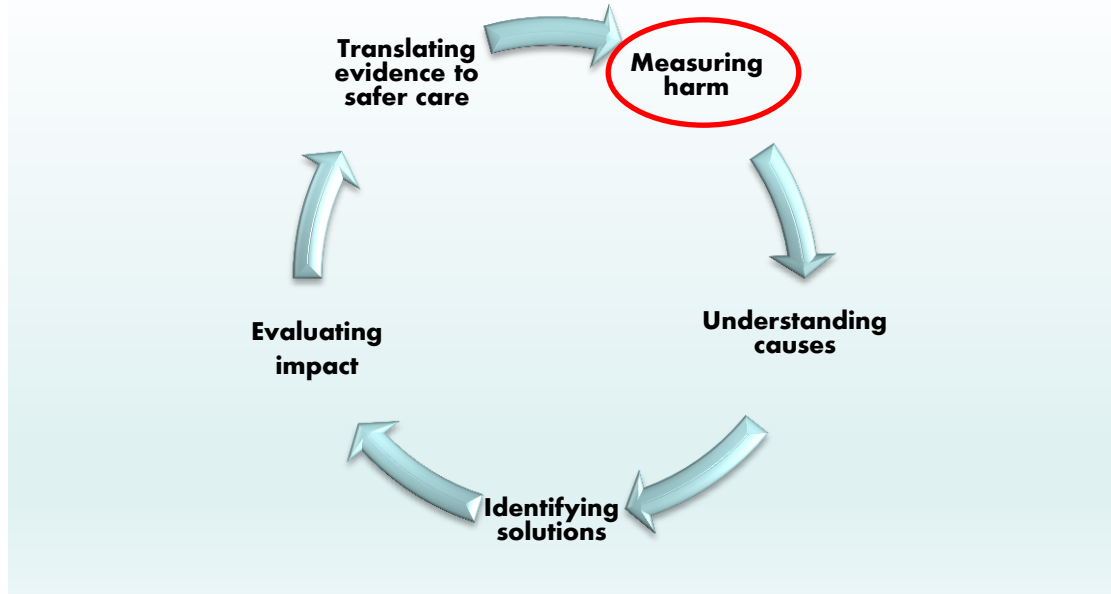 Translating
evidence to
safer care
Measuring
harm
Understanding
causes
Identifying
solutions
Evaluating
impact